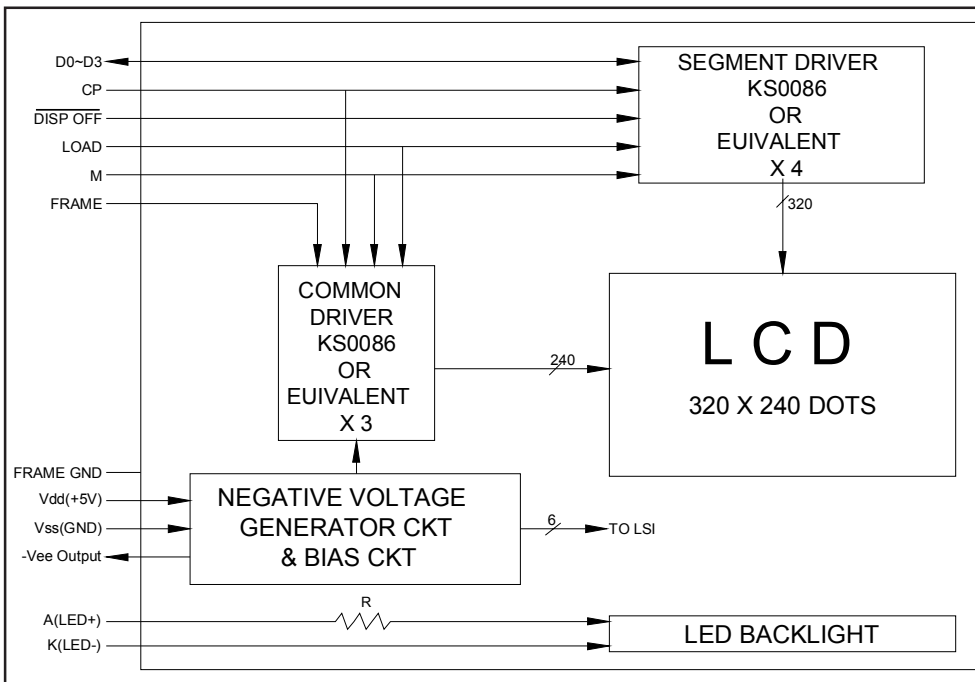 D0~D3
CP
DISP OFF
LOAD
M
FRAME
SEGMENT DRIVER
KS0086
OR
EUIVALENT
X 4
320
COMMON
DRIVER
KS0086
OR
EUIVALENT
X 3
240
L C D
320 X 240 DOTS
FRAME GND
Vdd(+5V)
Vss(GND)
-Vee Output
NEGATIVE VOLTAGE
GENERATOR CKT
& BIAS CKT
6
TO LSI
A(LED+)
K(LED-)
R
LED BACKLIGHT